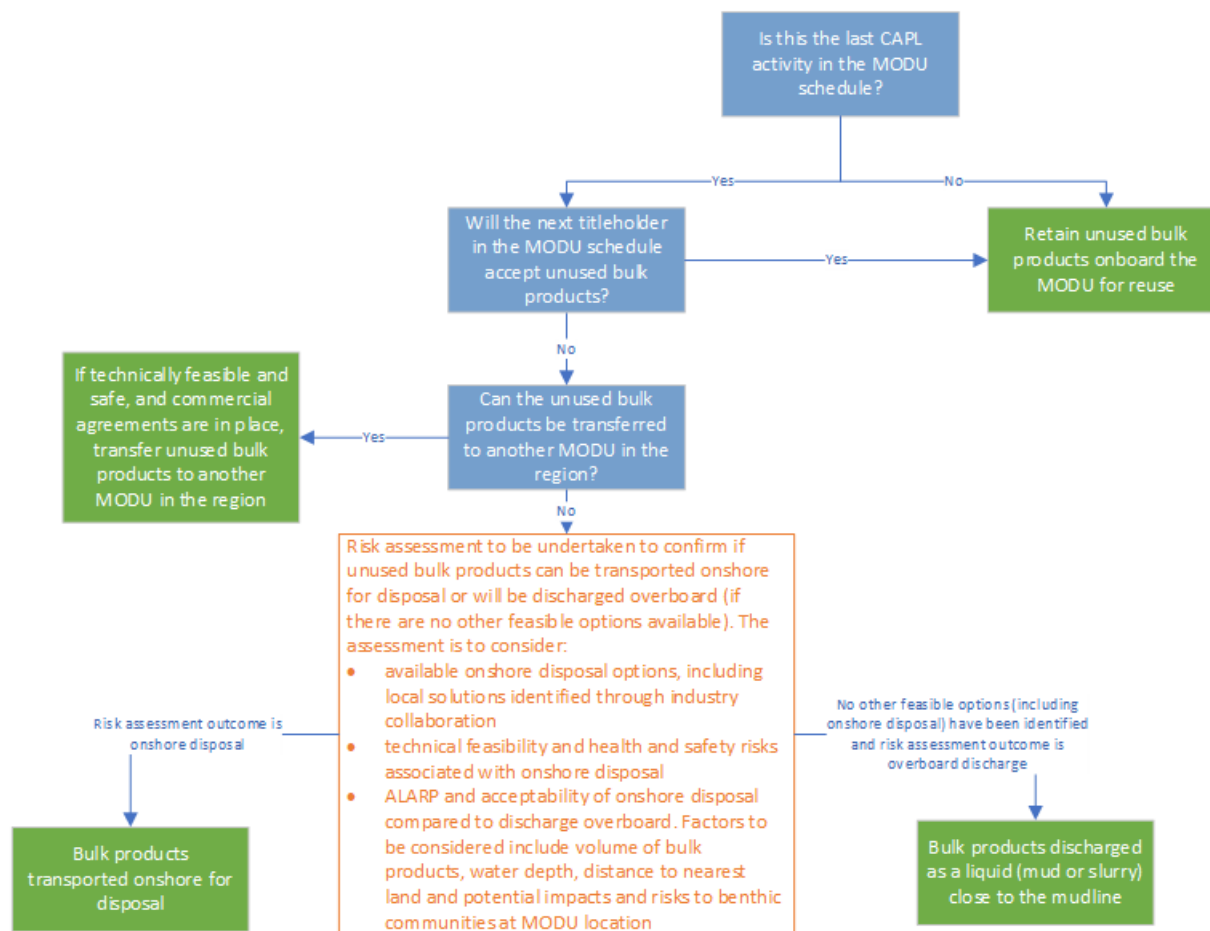 Is this the last CAPL
activity in the MODU
schedule?
Yes
No
Will the next titleholder
in the MODU schedule
accept unused bulk
products?
Yes
Retain unused bulk
products onboard the
MODU for reuse
No
If technically feasible and
safe, and commercial
agreements are in place,
transfer unused bulk
products to another
MODU in the region
Yes
Can the unused bulk
products be transferred
to another MODU in the
region?
No
Risk assessment to be undertaken to confirm if
unused bulk products can be transported onshore
for disposal or will be discharged overboard (if
there are no other feasible options available). The
assessment is to consider:
• available onshore disposal options, including
local solutions identified through industry
collaboration
• technical feasibility and health and safety risks
associated with onshore disposal
• ALARP and acceptability of onshore disposal
compared to discharge overboard. Factors to
be considered include volume of bulk
products, water depth, distance to nearest
land and potential impacts and risks to benthic
communities at MODU location
Risk assessment outcome is
onshore disposal
No other feasible options (including
onshore disposal) have been identified
and risk assessment outcome is
overboard discharge
Bulk products
transported onshore for
disposal
Bulk products discharged
as a liquid (mud or slurry)
close to the mudline